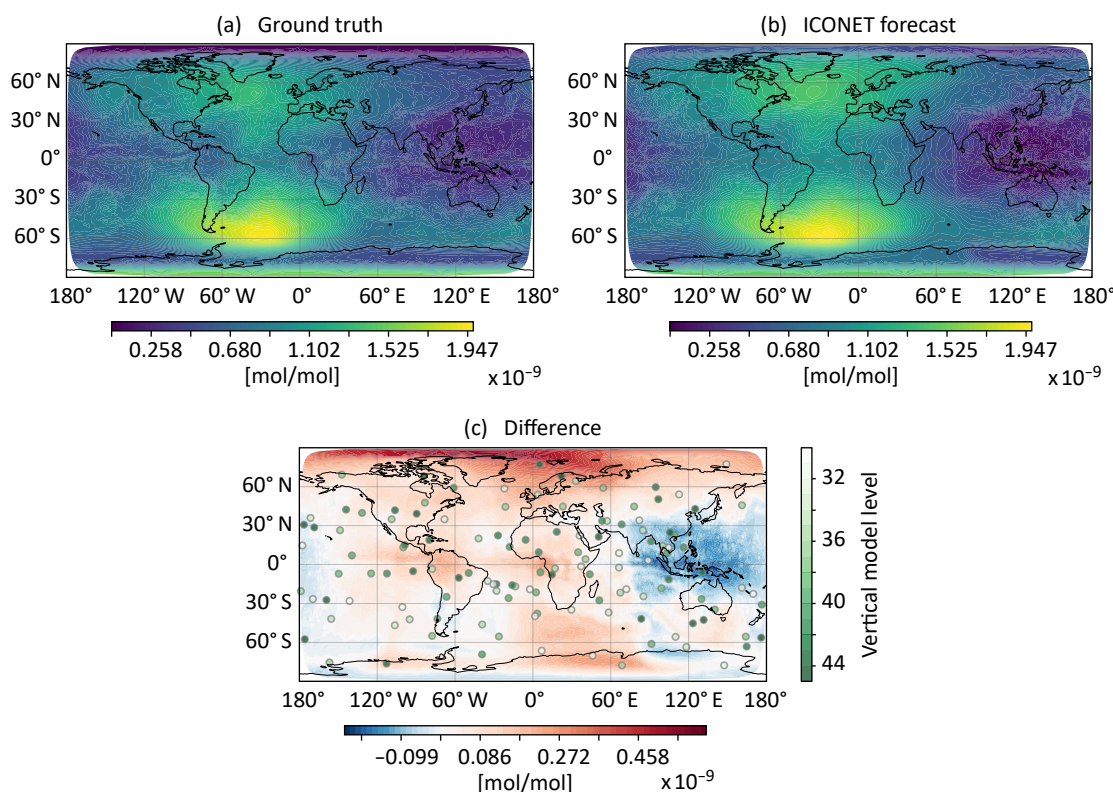 (a) Ground truth
(b) ICONET forecast
60° N
30° N
0°
30° S
60° S
180° 120° W 60° W 0° 60° E 120° E 180°
0.258 0.680 1.102 1.525 1.947
[mol/mol] x 10⁻⁹
60° N
30° N
0°
30° S
60° S
180° 120° W 60° W 0° 60° E 120° E 180°
0.258 0.680 1.102 1.525 1.947
[mol/mol] x 10⁻⁹
(c) Difference
60° N
30° N
0°
30° S
60° S
180° 120° W 60° W 0° 60° E 120° E 180°
32
36
40
44
Vertical model level
−0.099 0.086 0.272 0.458
[mol/mol] x 10⁻⁹